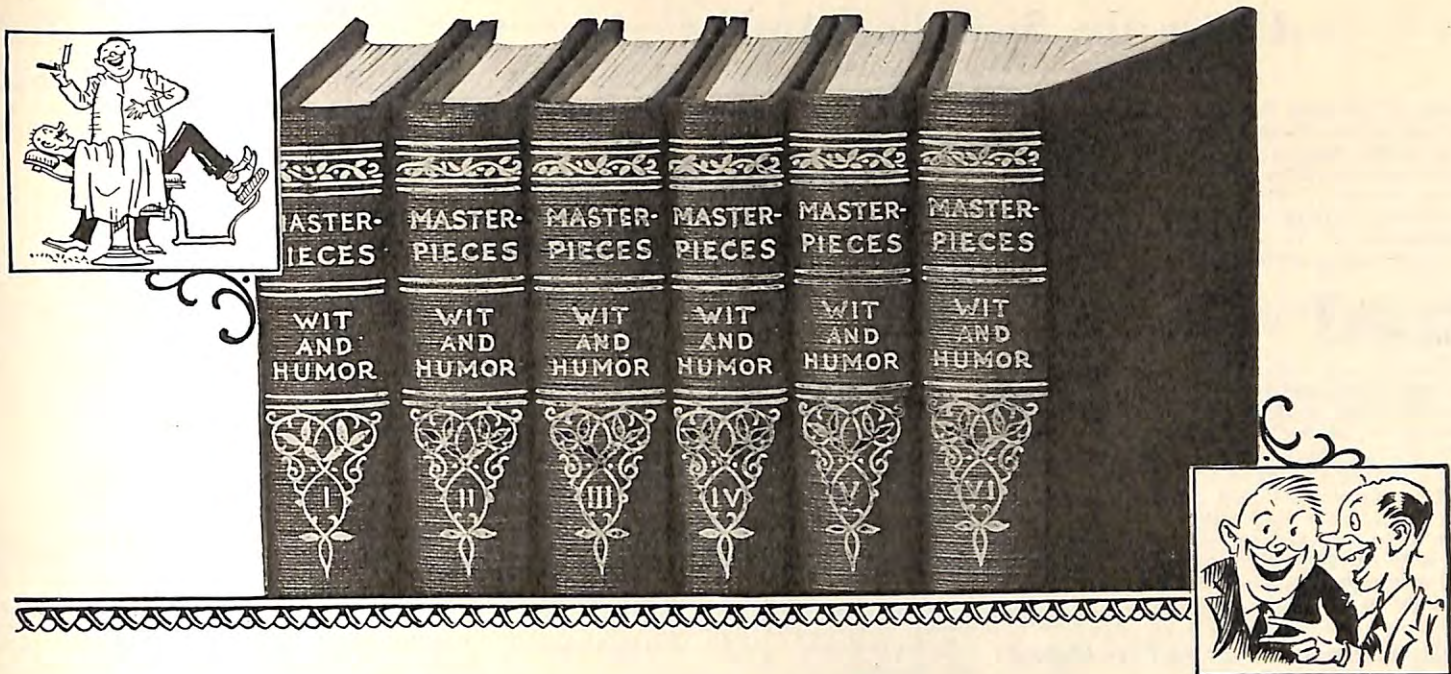 ASTER-
IECES
WIT
AND
HUMOR
I
MASTER-
PIECES
WIT
AND
HUMOR
II
MASTER-
PIECES
WIT
AND
HUMOR
III
MASTER-
PIECES
WIT
AND
HUMOR
IV
MASTER-
PIECES
WIT
AND
HUMOR
V
MASTER-
PIECES
WIT
AND
HUMOR
VI